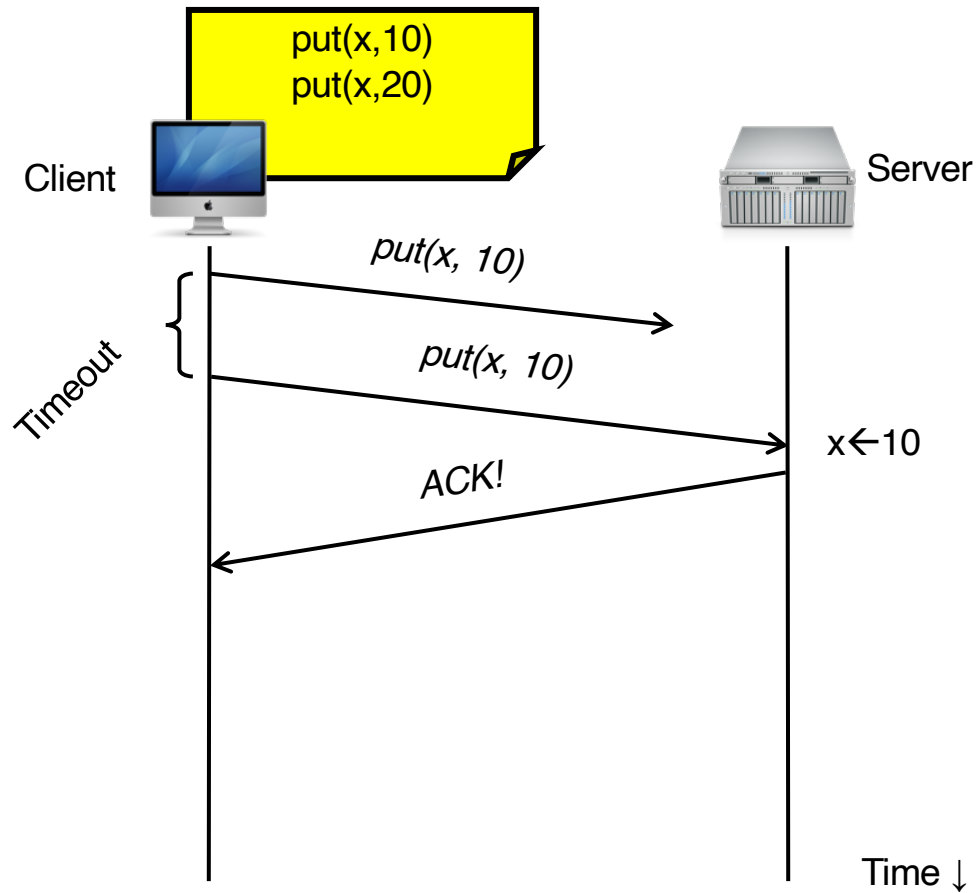 put(x,10)
put(x,20)
Client
Server
put(x, 10)
Timeout
put(x, 10)
x←10
ACK!
Time ↓